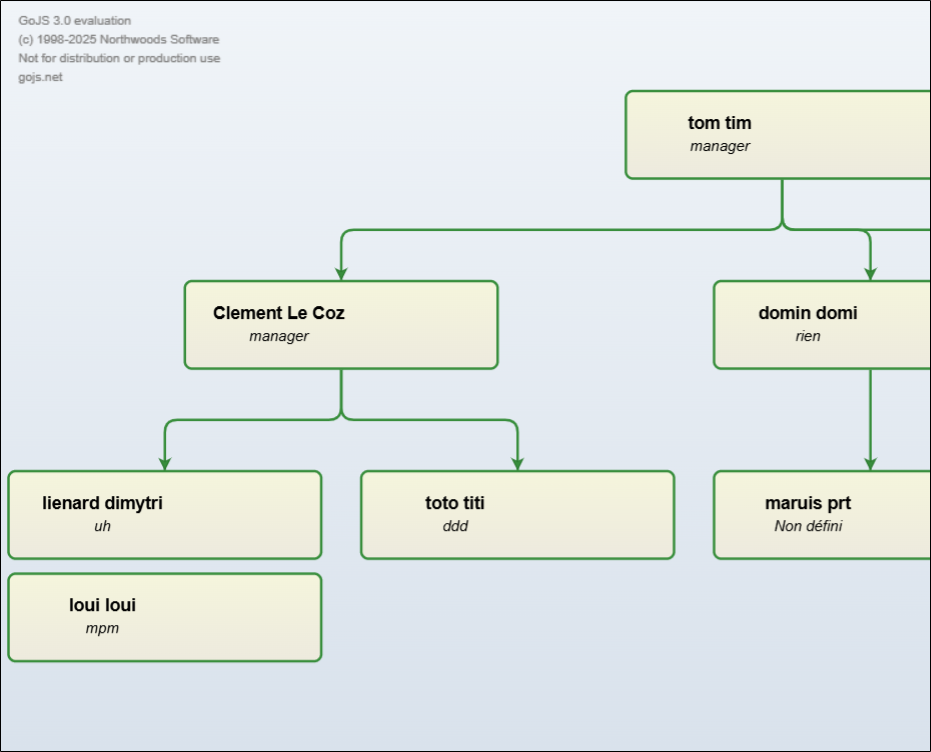 GoJS 3.0 evaluation
(c) 1998-2025 Northwoods Software
Not for distribution or production use
gojs.net
tom tim
manager
Clement Le Coz
manager
domin domi
rien
lienard dimytri
uh
toto titi
ddd
maruis prt
Non défini
loui loui
mpm